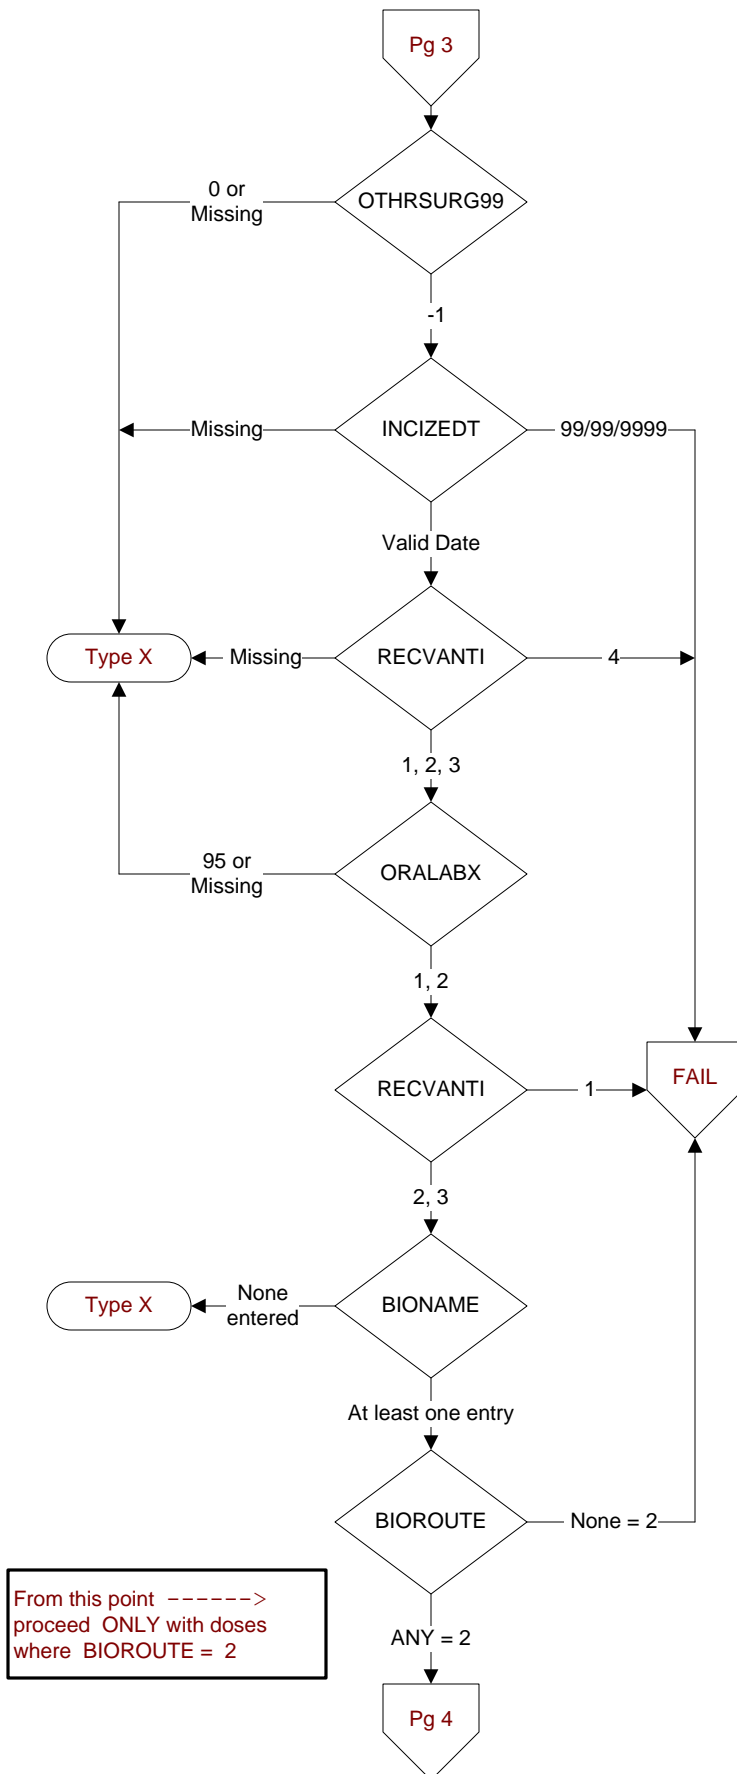 Pg 3
OTHRSURG99
0 or
Missing
-1
INCIZEDT
Missing
99/99/9999
Valid Date
RECVANTI
Type X
Missing
4
1, 2, 3
ORALABX
95 or
Missing
1, 2
RECVANTI
1
FAIL
2, 3
BIONAME
Type X
None
entered
At least one entry
BIOROUTE
None = 2
From this point ------>
proceed ONLY with doses
where BIOROUTE = 2
ANY = 2
Pg 4